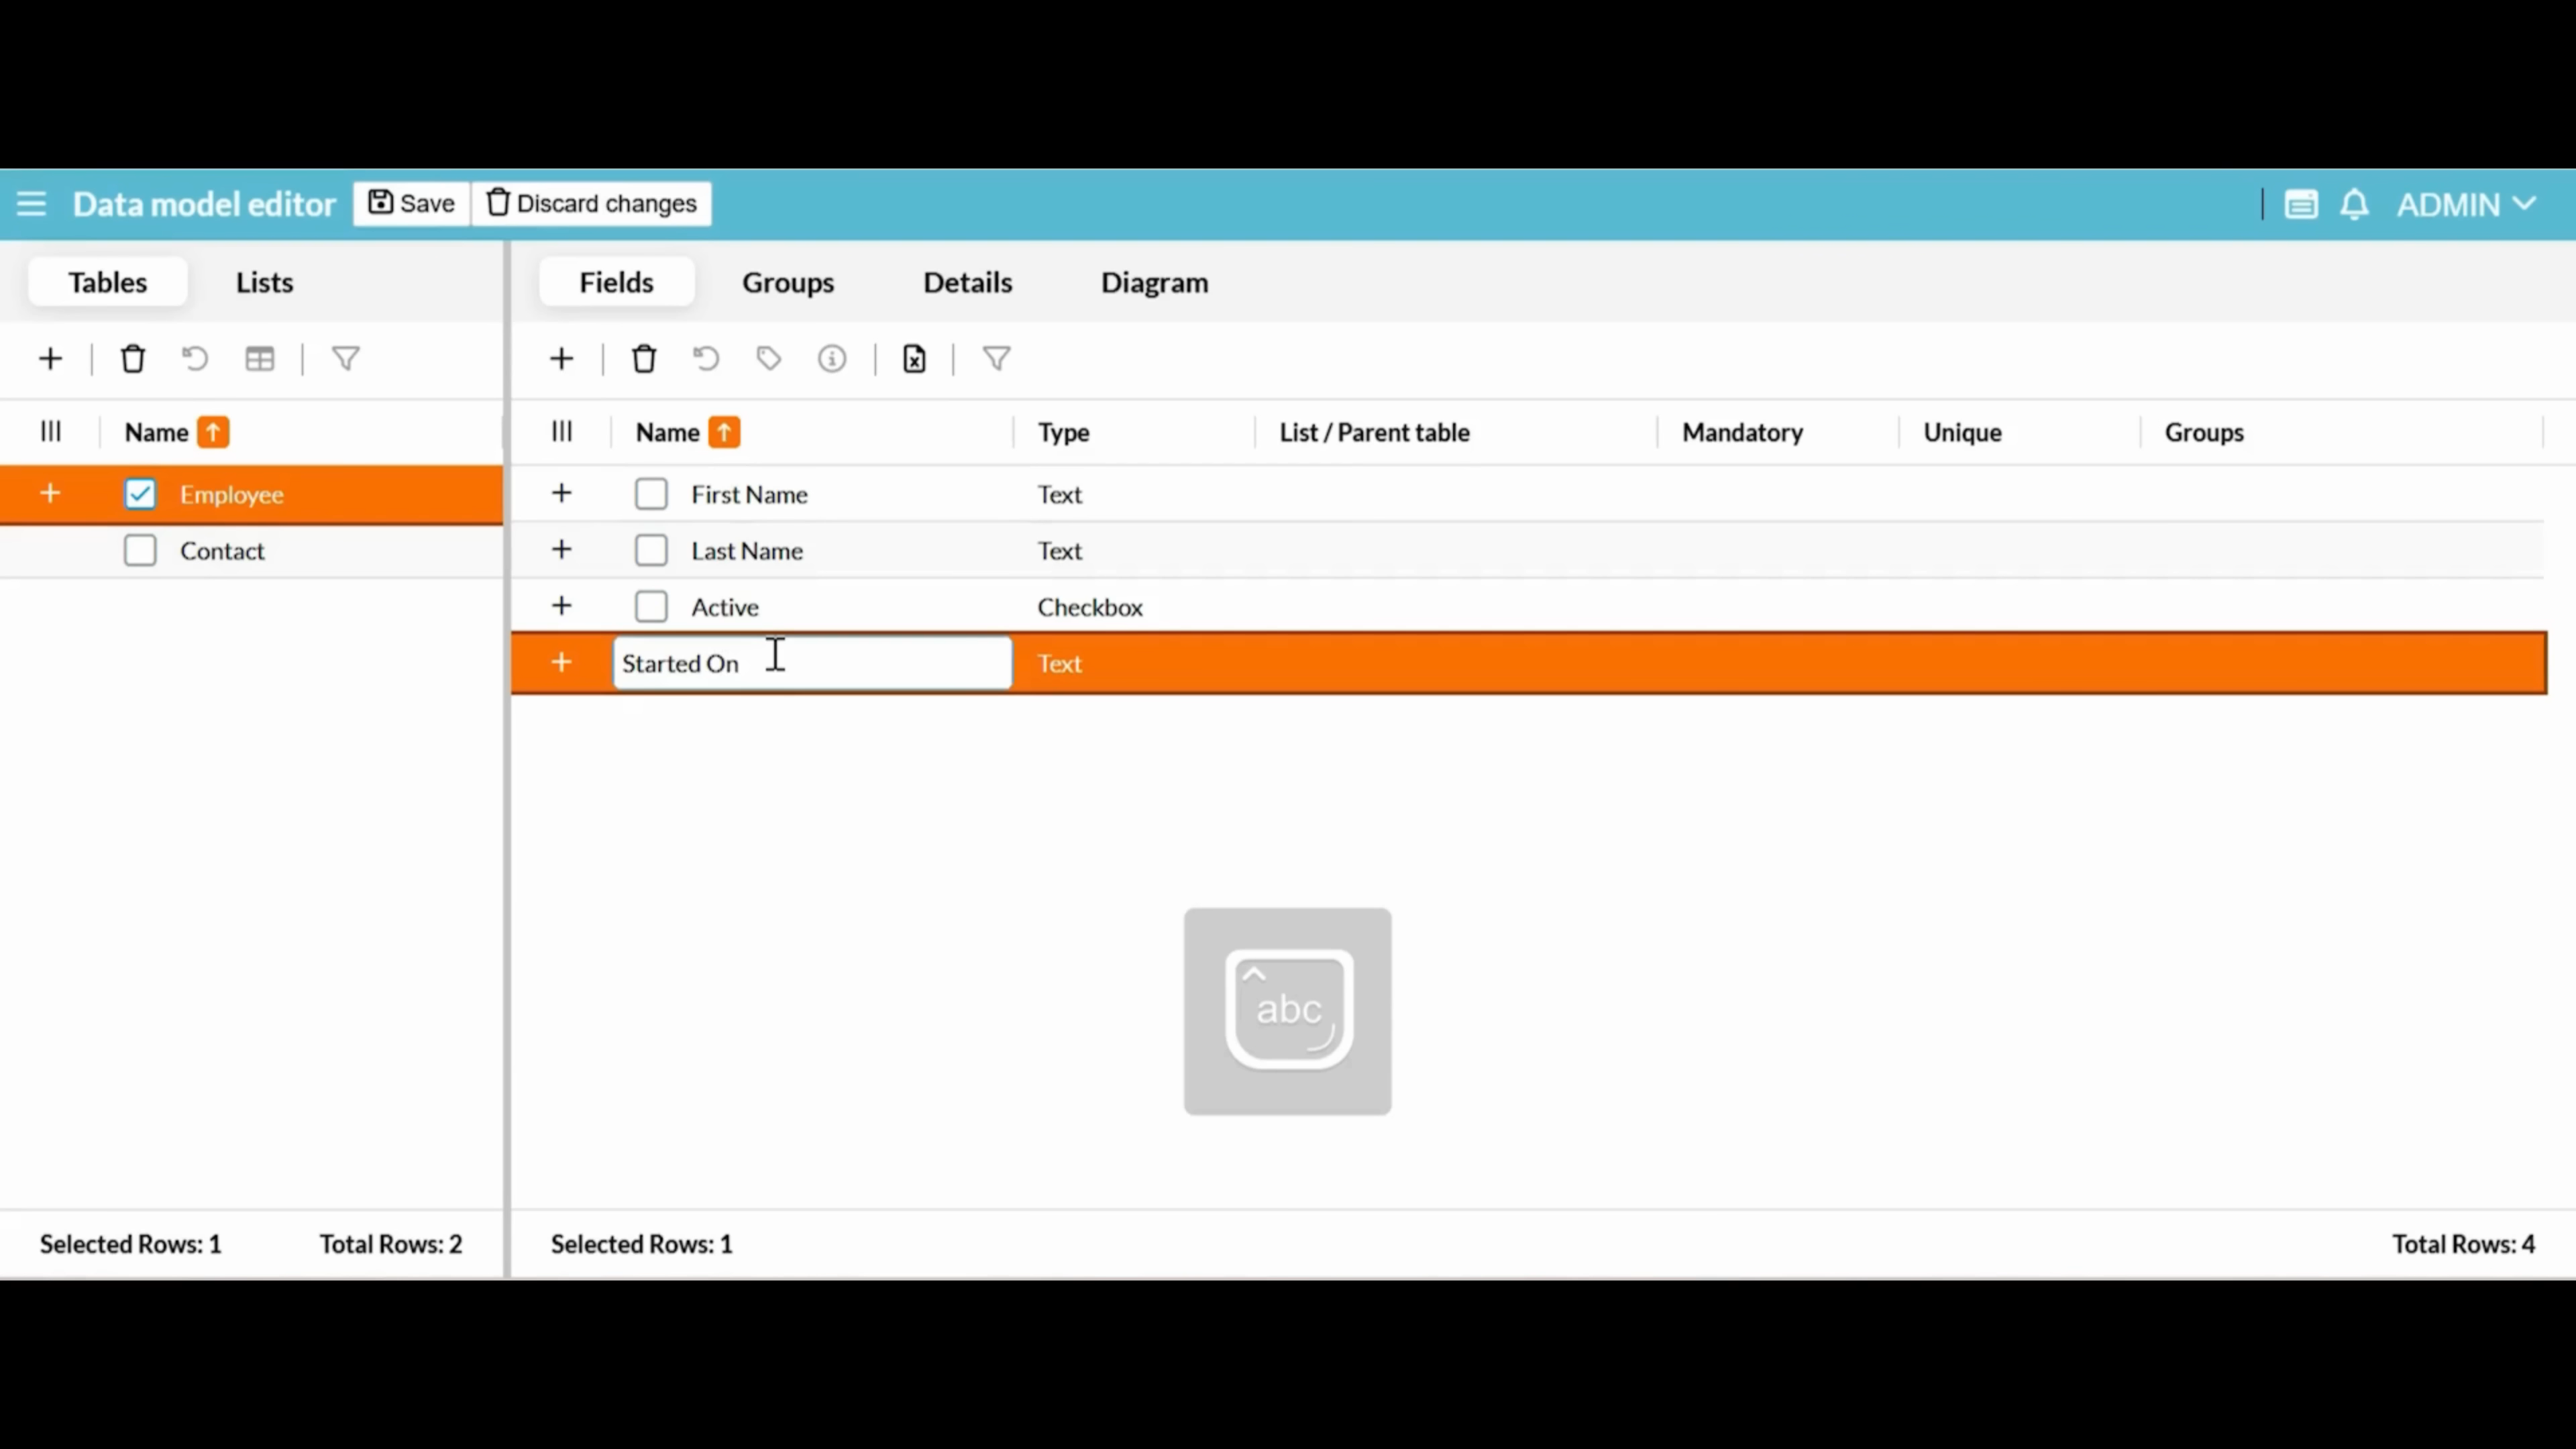 Data model editor Save Discard changes ADMIN
Tables Lists Fields Groups Details Diagram
Name Name Type List / Parent table Mandatory Unique Groups
Employee First Name Text
Contact Last Name Text
Active Checkbox
Started On Text
abc
Selected Rows: 1 Total Rows: 2 Selected Rows: 1 Total Rows: 4